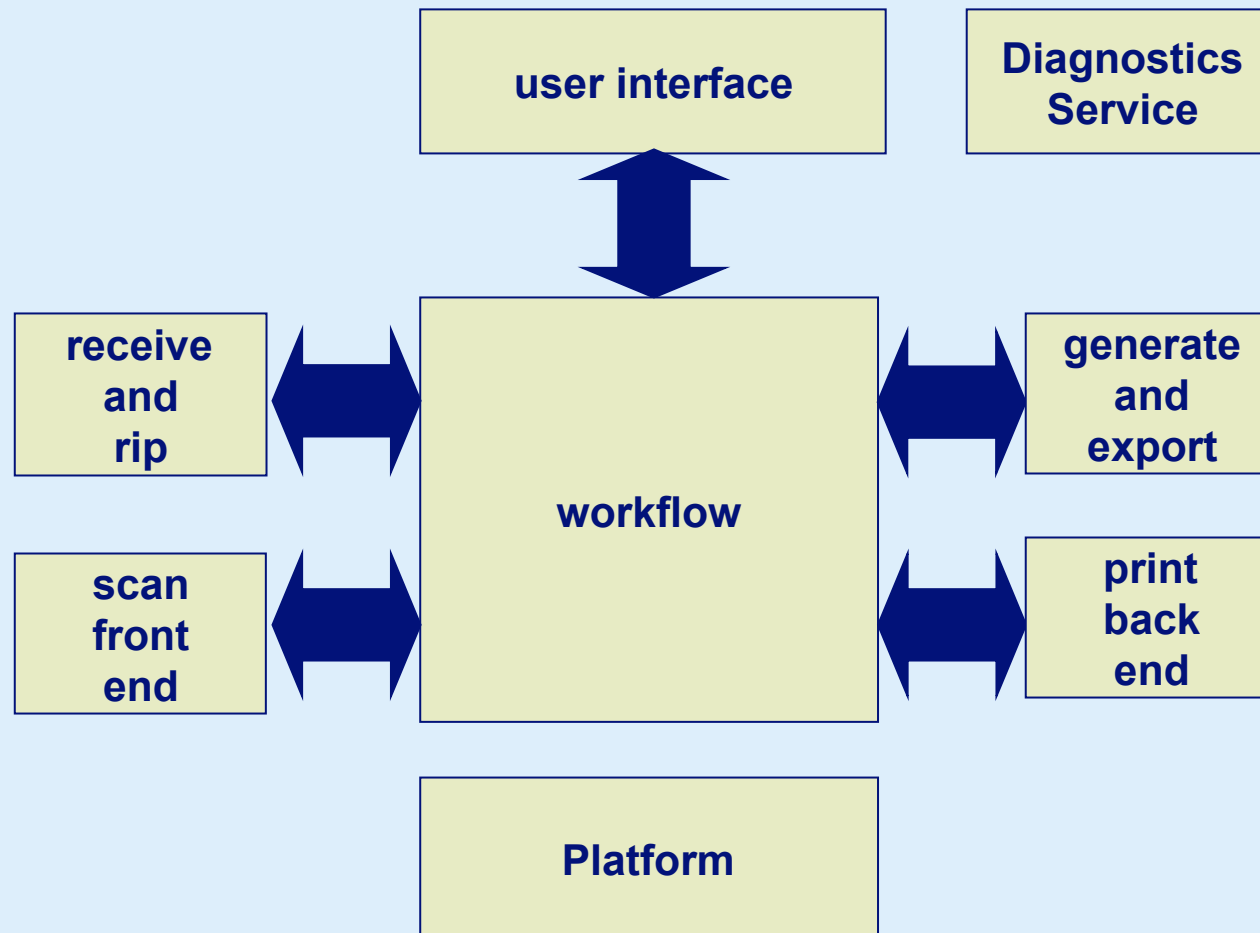 user interface
Diagnostics
Service
receive
and
rip
generate
and
export
workflow
scan
front
end
print
back
end
Platform